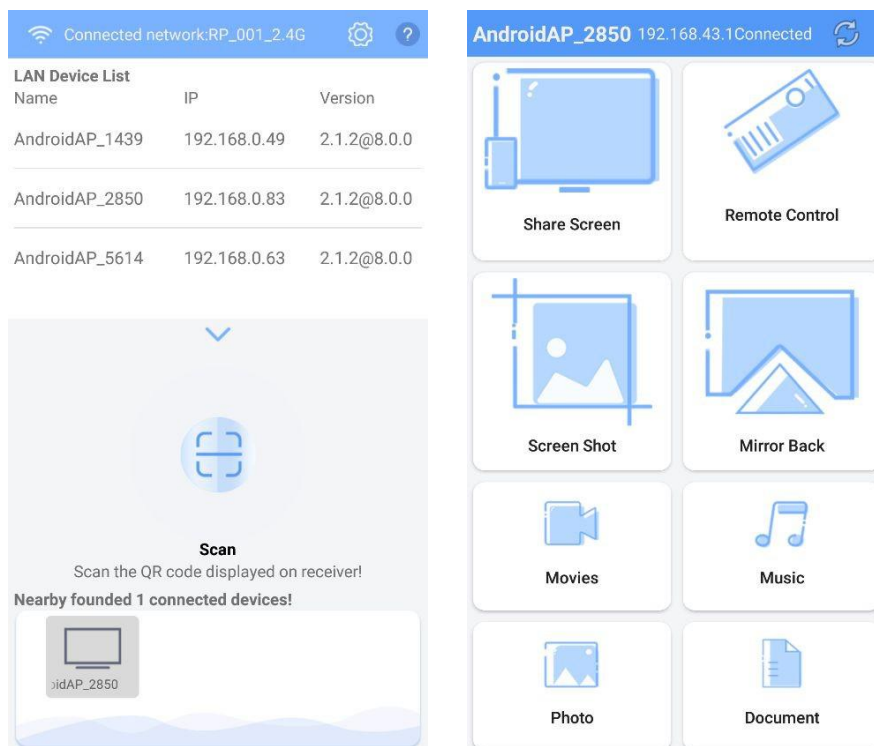 Connected network:RP_001_2.4G ?
LAN Device List
Name IP Version
AndroidAP_1439 192.168.0.49 2.1.2@8.0.0
AndroidAP_2850 192.168.0.83 2.1.2@8.0.0
AndroidAP_5614 192.168.0.63 2.1.2@8.0.0
Scan
Scan the QR code displayed on receiver!
Nearby founded 1 connected devices!
idAP_2850
AndroidAP_2850 192.168.43.1Connected
Share Screen
Remote Control
Screen Shot
Mirror Back
Movies
Music
Photo
Document